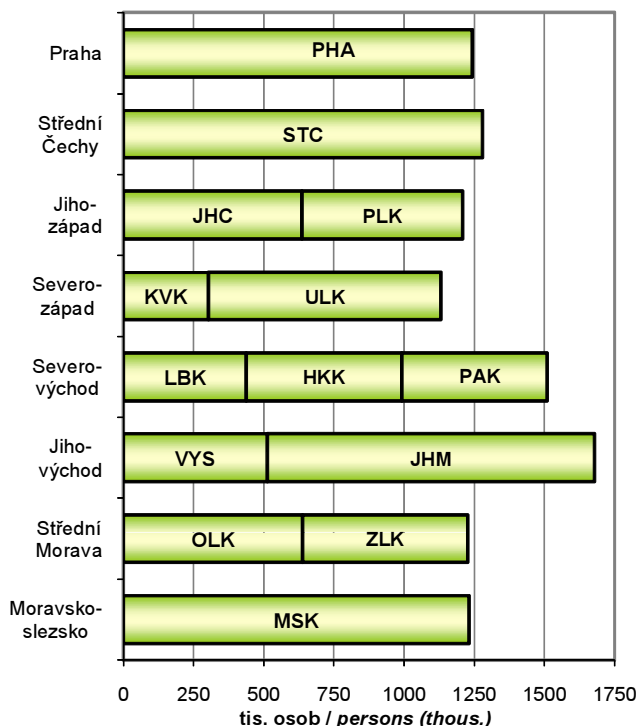 Praha
PHA
Střední
Čechy
STC
Jiho-
západ
JHC PLK
Severo-
západ
KVK ULK
Severo-
východ
LBK HKK PAK
Jiho-
východ
VYS JHM
Střední
Morava
OLK ZLK
Moravsko-
slezsko
MSK
0 250 500 750 1000 1250 1500 1750
tis. osob / persons (thous.)